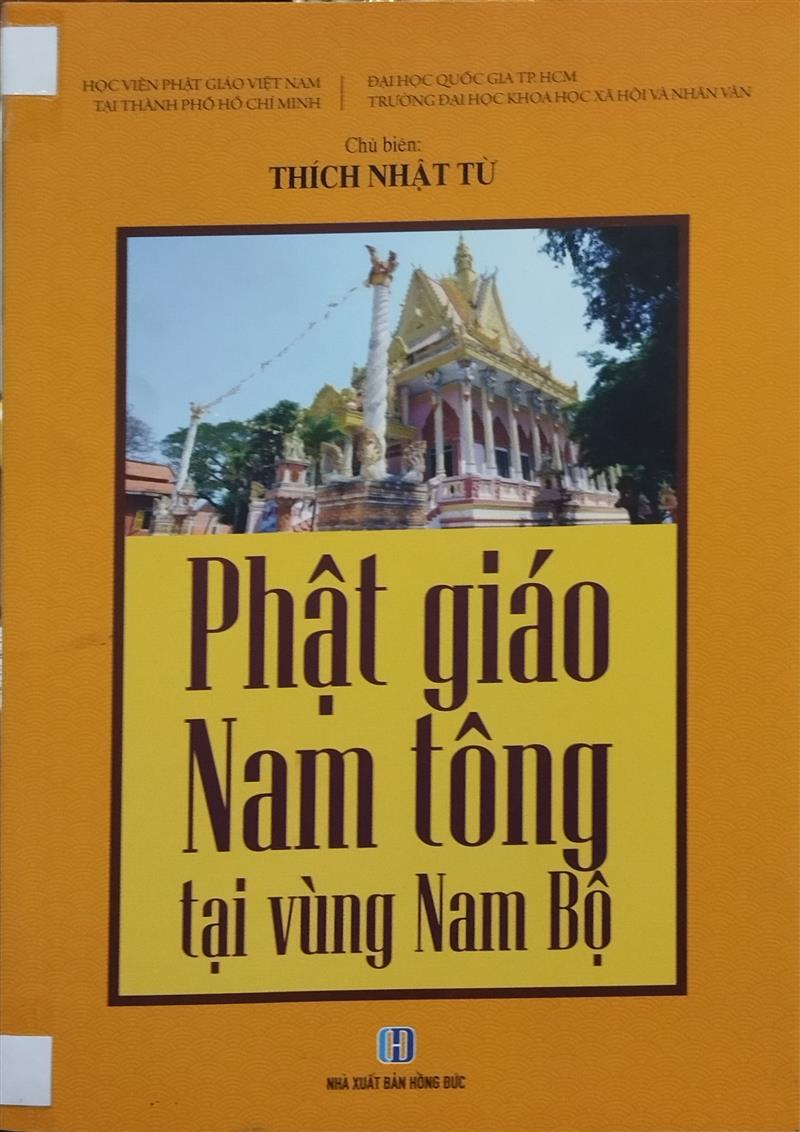 HỌC VIỆN PHẬT GIÁO VIỆT NAM
TẠI THÀNH PHỐ HỒ CHÍ MINH
ĐẠI HỌC QUỐC GIA TP. HCM
TRƯỜNG ĐẠI HỌC KHOA HỌC XÃ HỘI VÀ NHÂN VĂN
Chủ biên:
THÍCH NHẬT TỪ
Phật giáo
Nam tông
tại vùng Nam Bộ
NHÀ XUẤT BẢN HỒNG ĐỨC